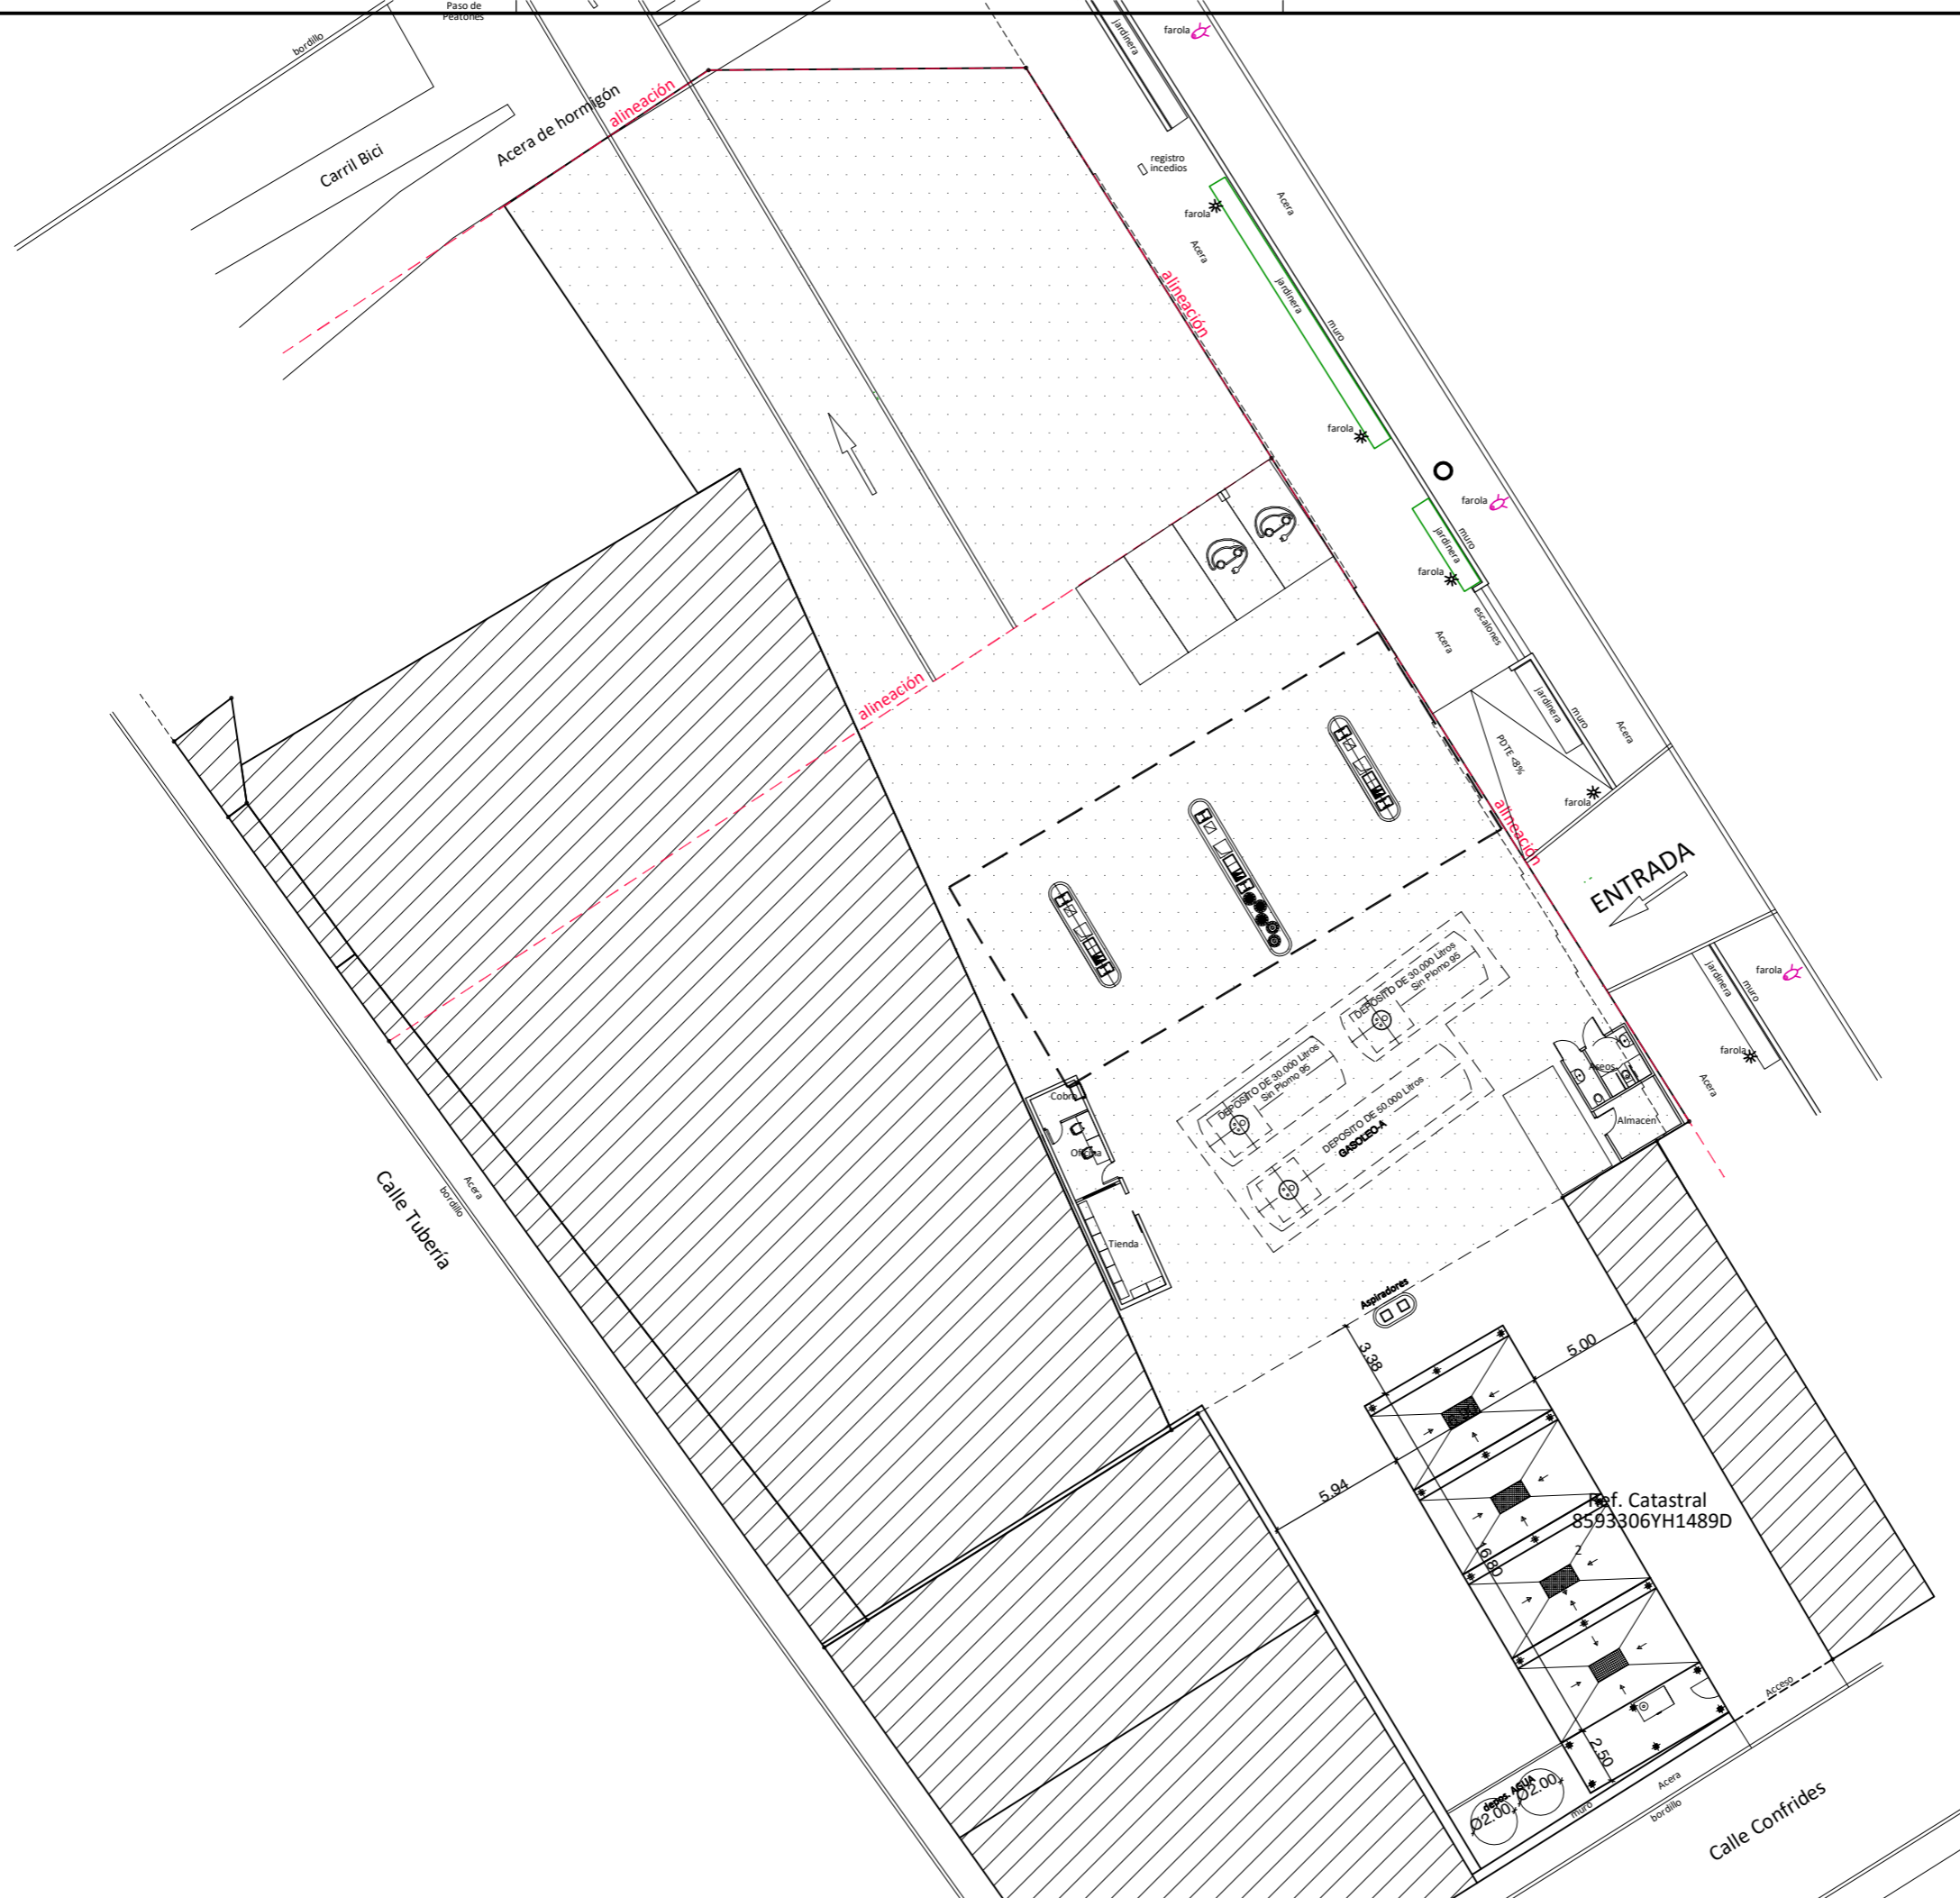 Paso de
Peatones
bordillo
Carril Bici
Acera de hormigón
alineación
jardinera
farola
registro
incedios
farola
Acera
Acera
alineación
jardinera
muro
farola
farola
muro
jardinera
farola
escalones
Acera
alineación
jardinera
muro
Acera
PDTE <8%
farola
alineación
ENTRADA
jardinera
muro
farola
farola
Acera
DEPOSITO DE 30.000 Litros
Sin Plomo 95
DEPOSITO DE 30.000 Litros
Sin Plomo 95
DEPOSITO DE 50.000 Litros
GASOLEO-A
Aseos
Almacen
Cobro
Oficina
Tienda
Calle Tubería
Acera
bordillo
Aspiradores
3.38
5.00
5.94
Ref. Catastral
8593306YH1489D
2
16.80
2.50
Acceso
depos. AGUA
Ø2.00
Ø2.00
muro
Acera
bordillo
Calle Confrides